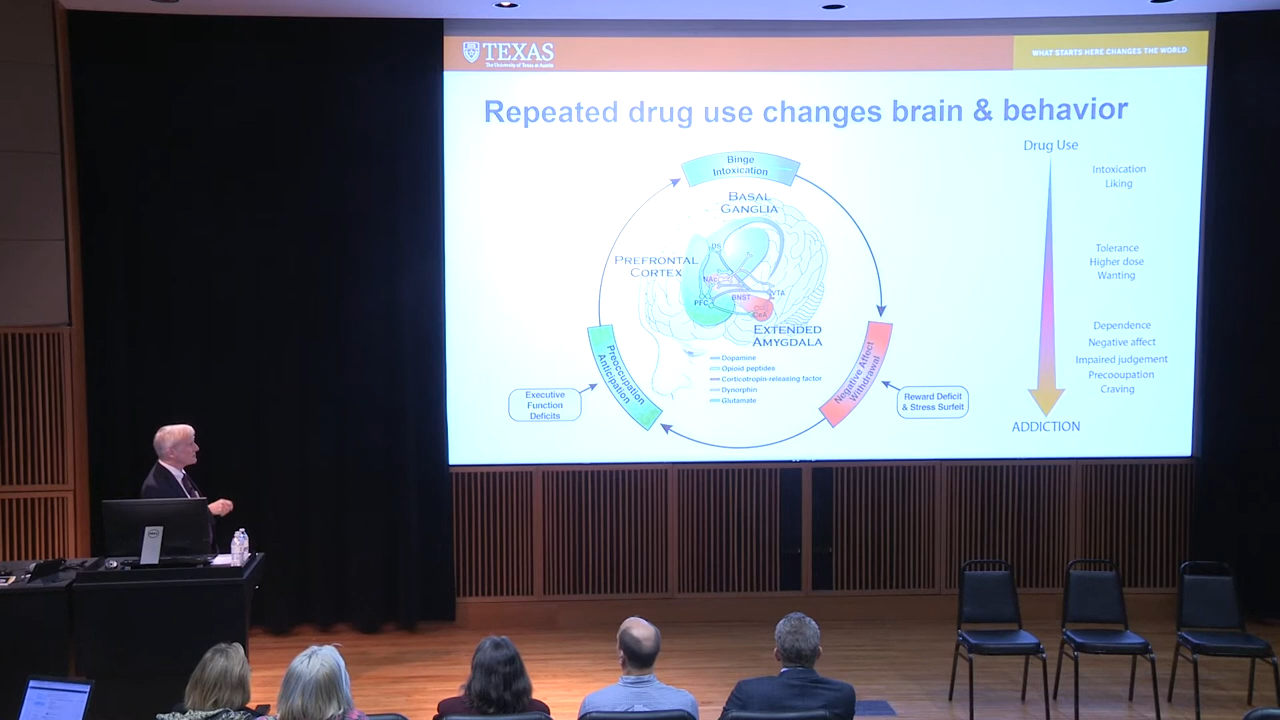 TEXAS
The University of Texas at Austin
WHAT STARTS HERE CHANGES THE WORLD
Repeated drug use changes brain & behavior
Binge
Intoxication
BASAL
GANGLIA
PREFRONTAL
CORTEX
DS
NAc
BNST
VTA
PFC
CeA
EXTENDED
AMYGDALA
Dopamine
Opioid peptides
Corticotropin-releasing factor
Dynorphin
Glutamate
Preoccupation
Anticipation
Negative Affect
Withdrawal
Executive
Function
Deficits
Reward Deficit
& Stress Surfeit
Drug Use
Intoxication
Liking
Tolerance
Higher dose
Wanting
Dependence
Negative affect
Impaired judgement
Precooupation
Craving
ADDICTION
DELL